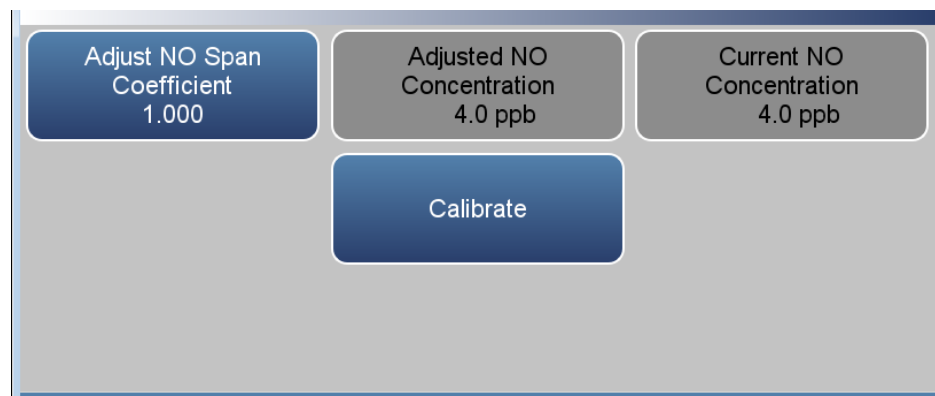 Adjust NO Span
Coefficient
1.000
Adjusted NO
Concentration
4.0 ppb
Current NO
Concentration
4.0 ppb
Calibrate